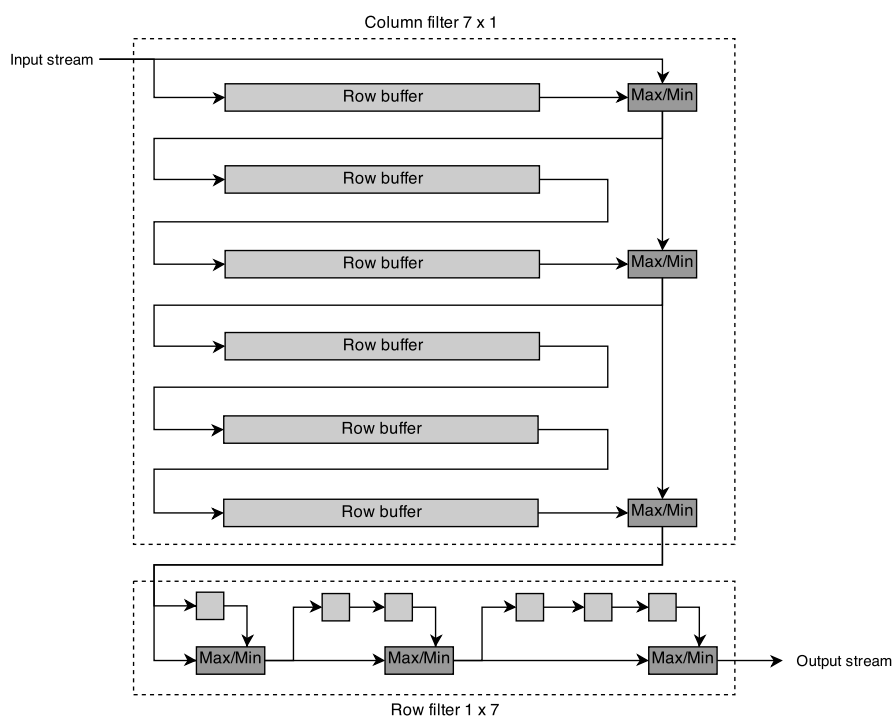 Column filter 7 x 1
Input stream
Row buffer
Max/Min
Row buffer
Row buffer
Max/Min
Row buffer
Row buffer
Row buffer
Max/Min
Max/Min
Max/Min
Max/Min
Output stream
Row filter 1 x 7